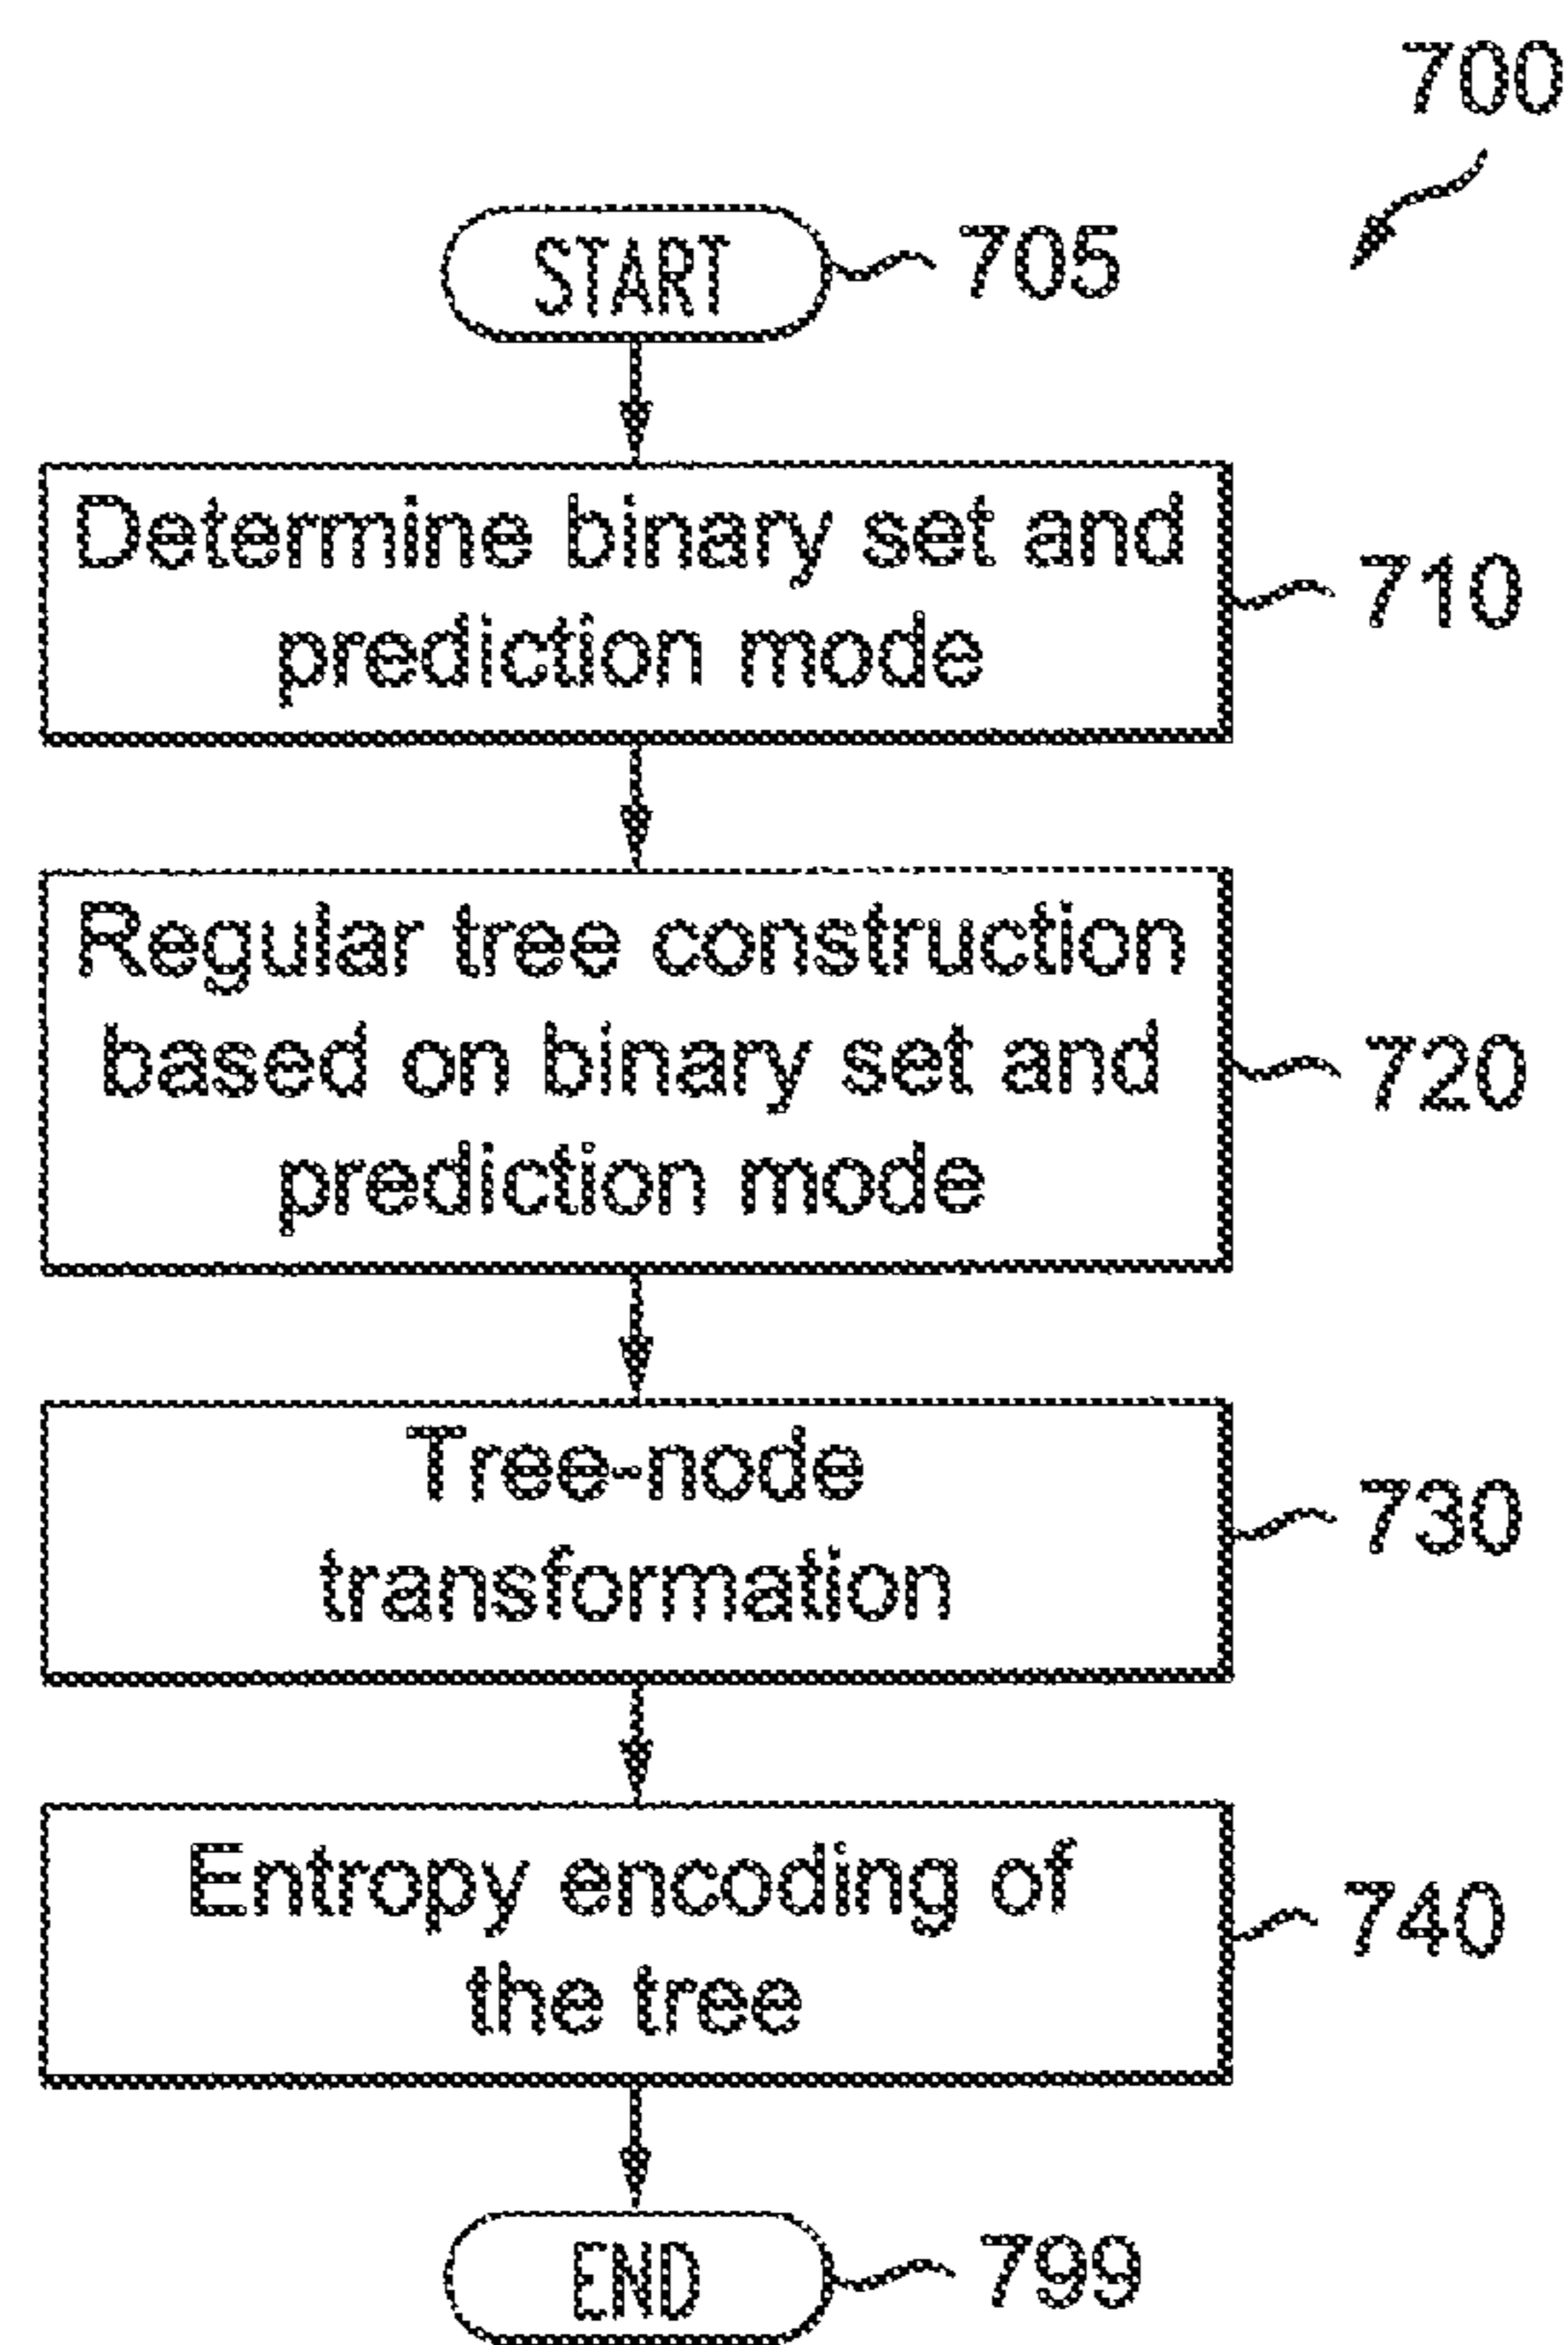 700
START
705
Determine binary set and
prediction mode
710
Regular tree construction
based on binary set and
prediction mode
720
Tree-node
transformation
730
Entropy encoding of
the tree
740
END
799